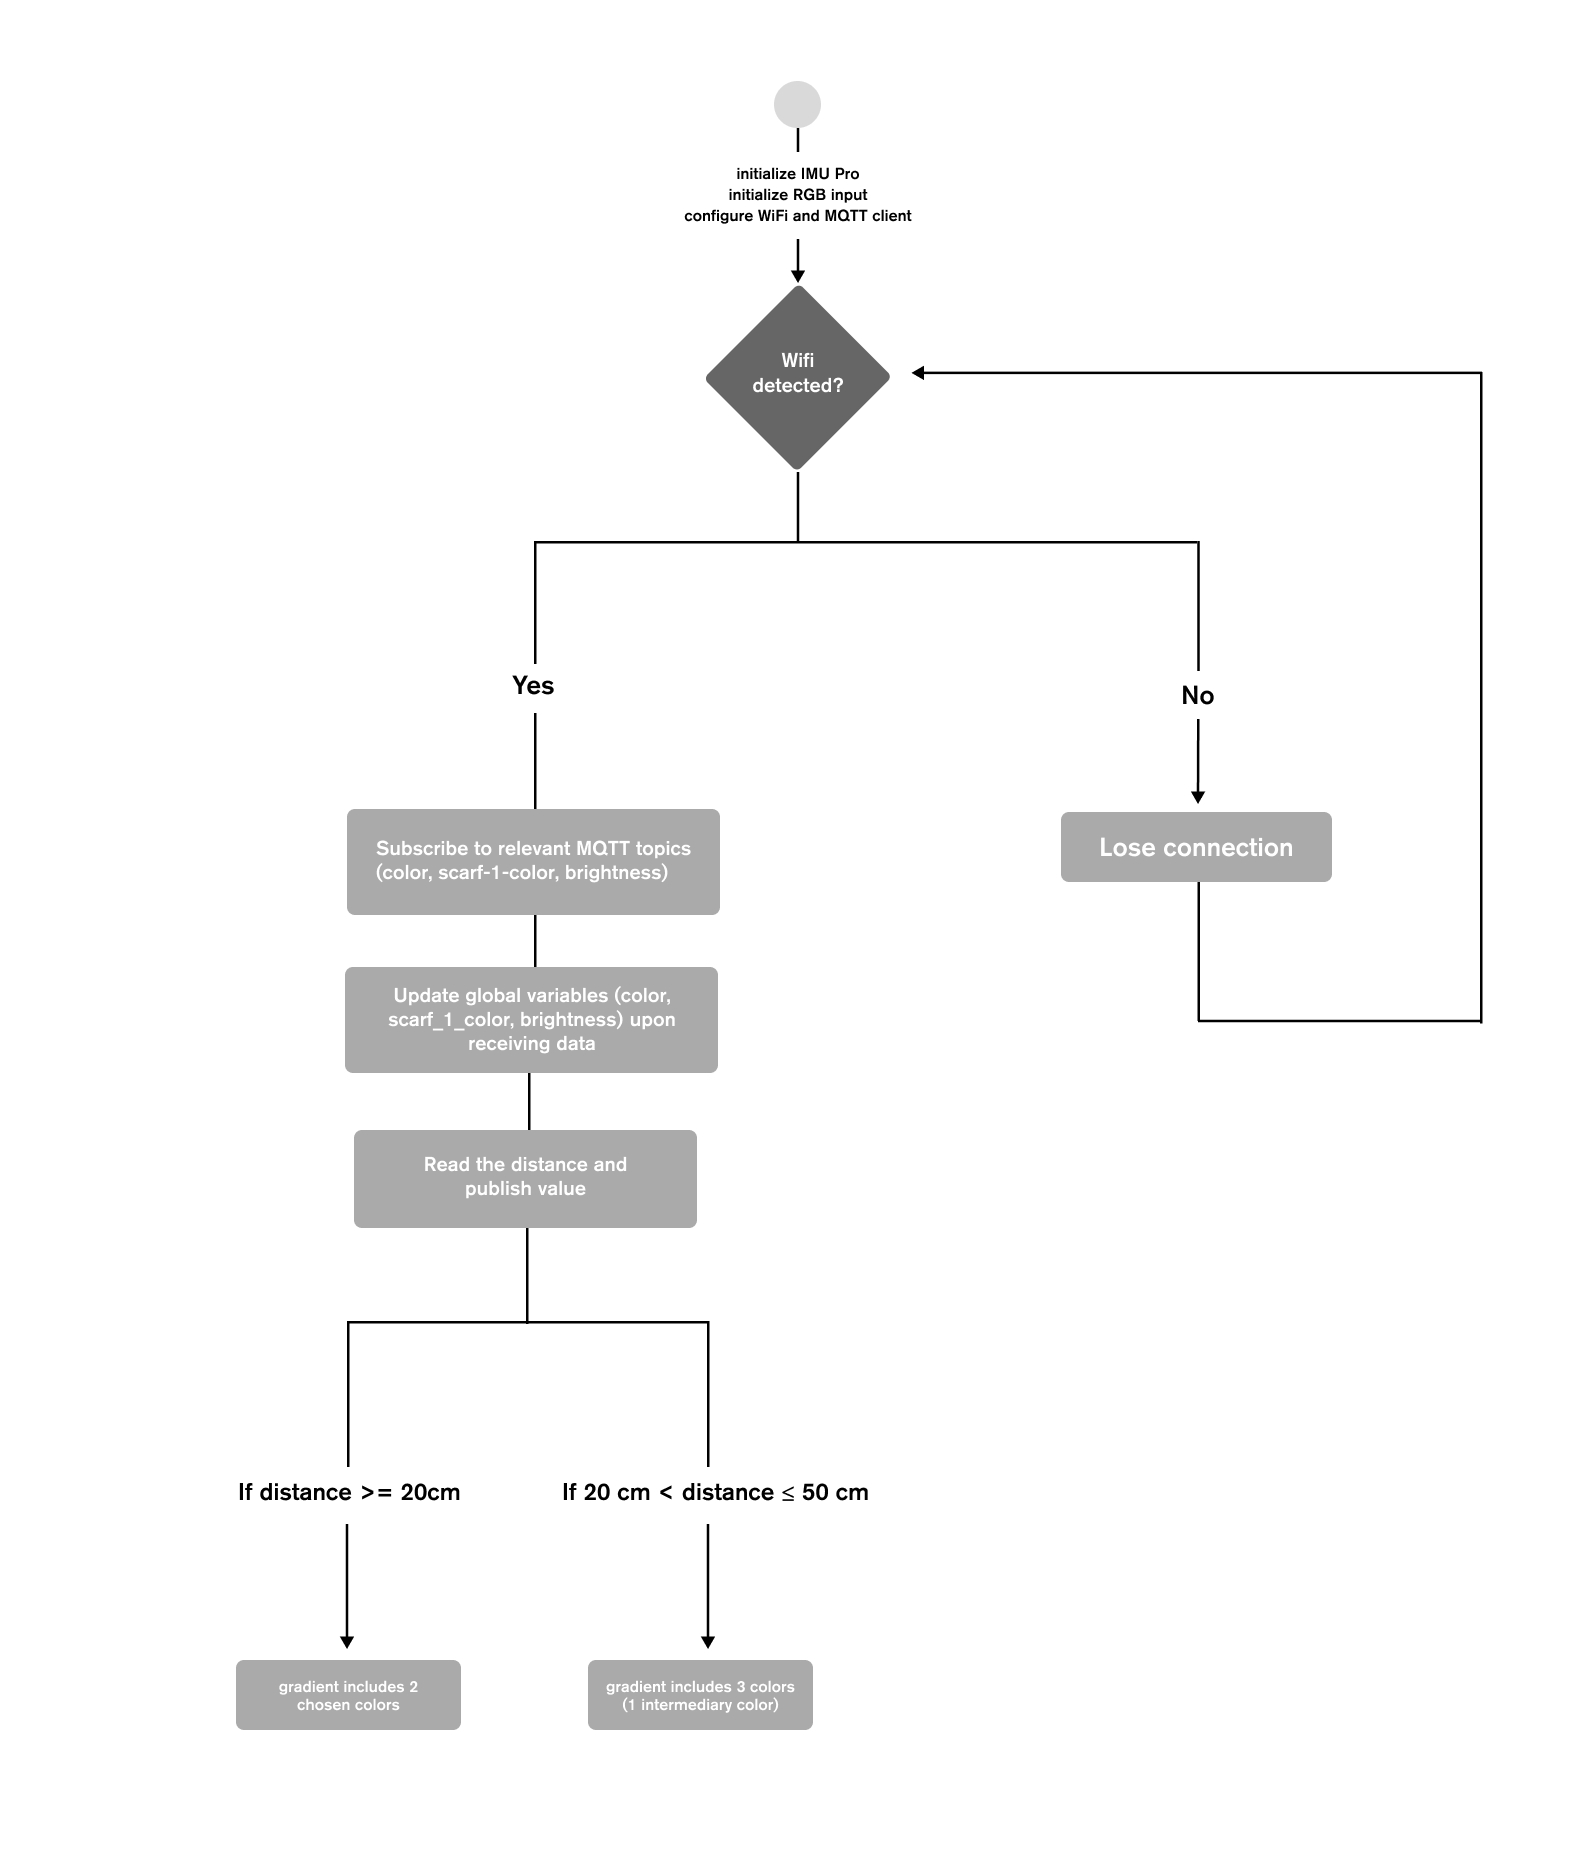 initialize IMU Pro
initialize RGB input
configure WiFi and MQTT client
Wifi
detected?
Yes
No
Subscribe to relevant MQTT topics
(color, scarf-1-color, brightness)
Lose connection
Update global variables (color,
scarf_1_color, brightness) upon
receiving data
Read the distance and
publish value
If distance >= 20cm
If 20 cm < distance ≤ 50 cm
gradient includes 2
chosen colors
gradient includes 3 colors
(1 intermediary color)